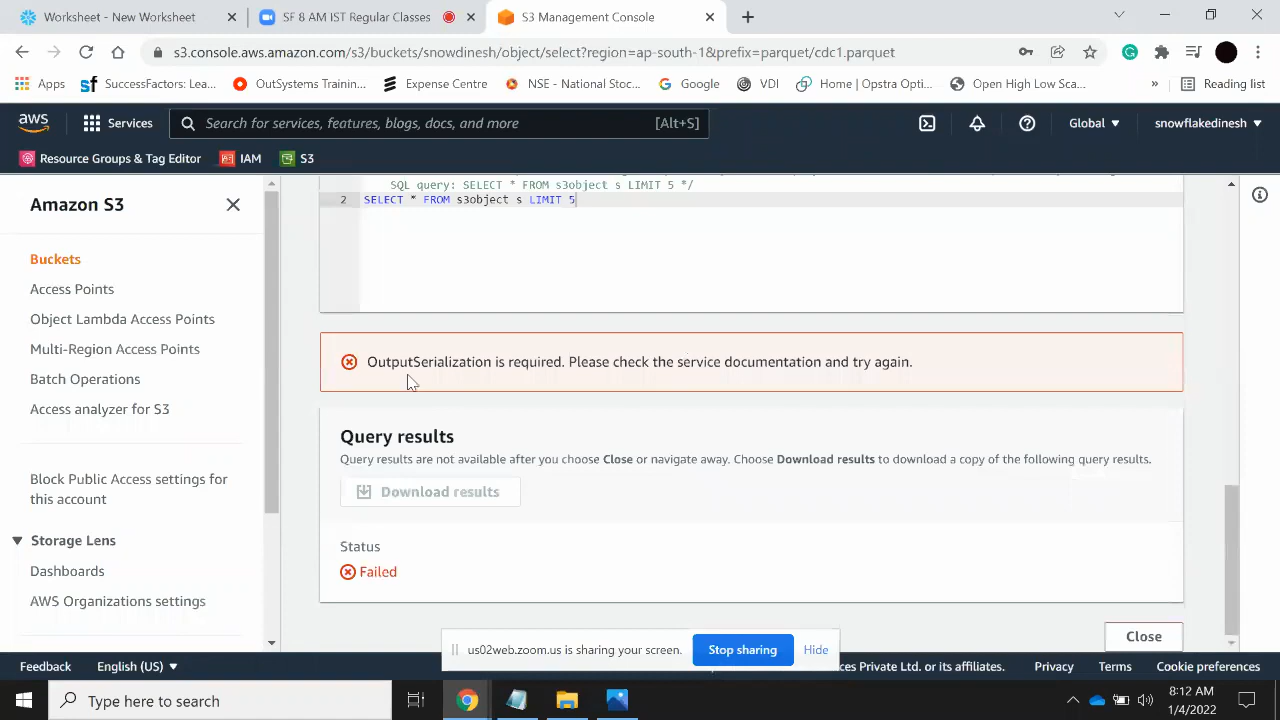 Worksheet - New Worksheet
SF 8 AM IST Regular Classes
S3 Management Console
s3.console.aws.amazon.com/s3/buckets/snowdinesh/object/select?region=ap-south-1&prefix=parquet/cdc1.parquet
Apps
SuccessFactors: Lea...
OutSystems Training...
Expense Centre
NSE - National Stoc...
Google
VDI
Home | Opstra Opti...
Open High Low Sca...
»
Reading list
aws
Services
Search for services, features, blogs, docs, and more
[Alt+S]
Global
snowflakedinesh
Resource Groups & Tag Editor
IAM
S3
Amazon S3
Buckets
Access Points
Object Lambda Access Points
Multi-Region Access Points
Batch Operations
Access analyzer for S3
Block Public Access settings for
this account
Storage Lens
Dashboards
AWS Organizations settings
SQL query: SELECT * FROM s3object s LIMIT 5 */
2 SELECT * FROM s3object s LIMIT 5
OutputSerialization is required. Please check the service documentation and try again.
Query results
Query results are not available after you choose Close or navigate away. Choose Download results to download a copy of the following query results.
Download results
Status
Failed
Close
us02web.zoom.us is sharing your screen.
Stop sharing
Hide
Feedback
English (US)
ces Private Ltd. or its affiliates.
Privacy
Terms
Cookie preferences
Type here to search
8:12 AM
1/4/2022